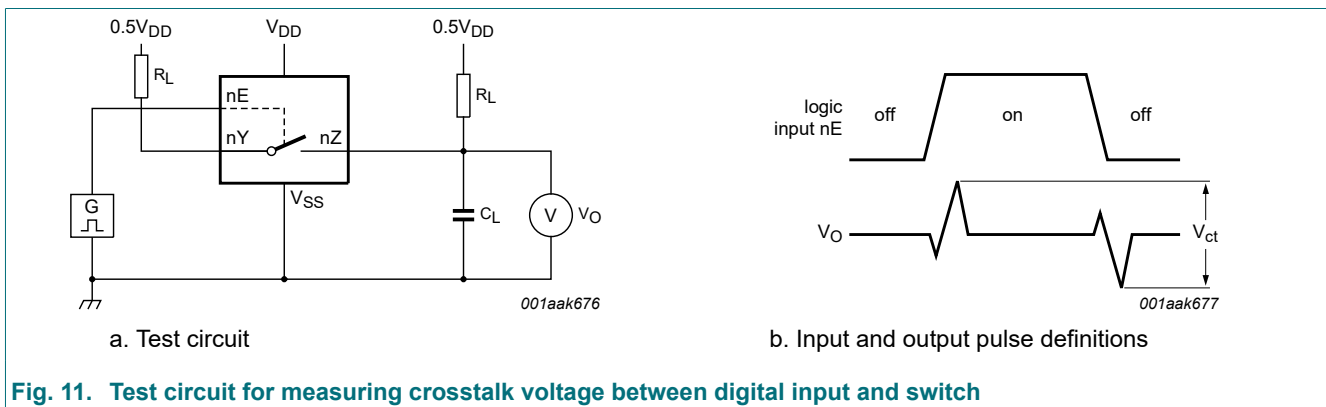 0.5VDD
VDD
0.5VDD
RL
RL
nE
nY
nZ
VSS
G
CL
V
VO
001aak676
a. Test circuit
logic
input nE
off
on
off
VO
Vct
001aak677
b. Input and output pulse definitions
Fig. 11. Test circuit for measuring crosstalk voltage between digital input and switch